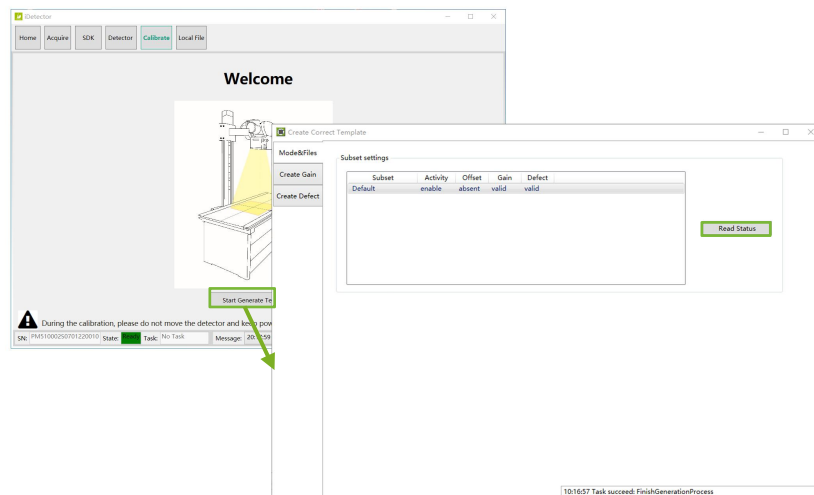 iDetector
Home Acquire SDK Detector Calibrate Local File
Welcome
Start Generate Te
During the calibration, please do not move the detector and keep pow
SN: PM510002S0701220010 State: Ready Task: No Task Message:
Create Correct Template
Mode&Files
Create Gain
Create Defect
Subset settings
Subset Activity Offset Gain Defect
Default enable absent valid valid
Read Status
10:16:57 Task succeed: FinishGenerationProcess